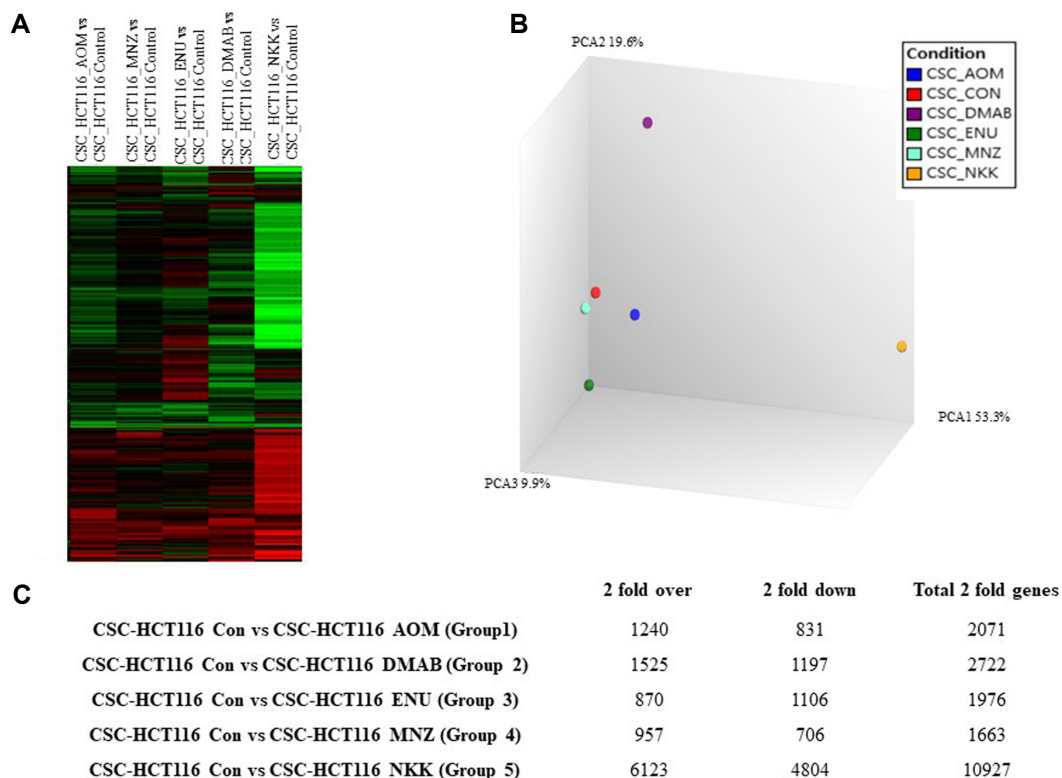 A
CSC_HCT116_AOM vs
CSC_HCT116 Control
CSC_HCT116_MNZ vs
CSC_HCT116 Control
CSC_HCT116_ENU vs
CSC_HCT116 Control
CSC_HCT116_DMAB vs
CSC_HCT116 Control
CSC_HCT116_NKK vs
CSC_HCT116 Control
B
PCA2 19.6%
Condition
CSC_AOM
CSC_CON
CSC_DMAB
CSC_ENU
CSC_MNZ
CSC_NKK
PCA1 53.3%
PCA3 9.9%
C
2 fold over 2 fold down Total 2 fold genes
CSC-HCT116 Con vs CSC-HCT116 AOM (Group1) 1240 831 2071
CSC-HCT116 Con vs CSC-HCT116 DMAB (Group 2) 1525 1197 2722
CSC-HCT116 Con vs CSC-HCT116 ENU (Group 3) 870 1106 1976
CSC-HCT116 Con vs CSC-HCT116 MNZ (Group 4) 957 706 1663
CSC-HCT116 Con vs CSC-HCT116 NKK (Group 5) 6123 4804 10927